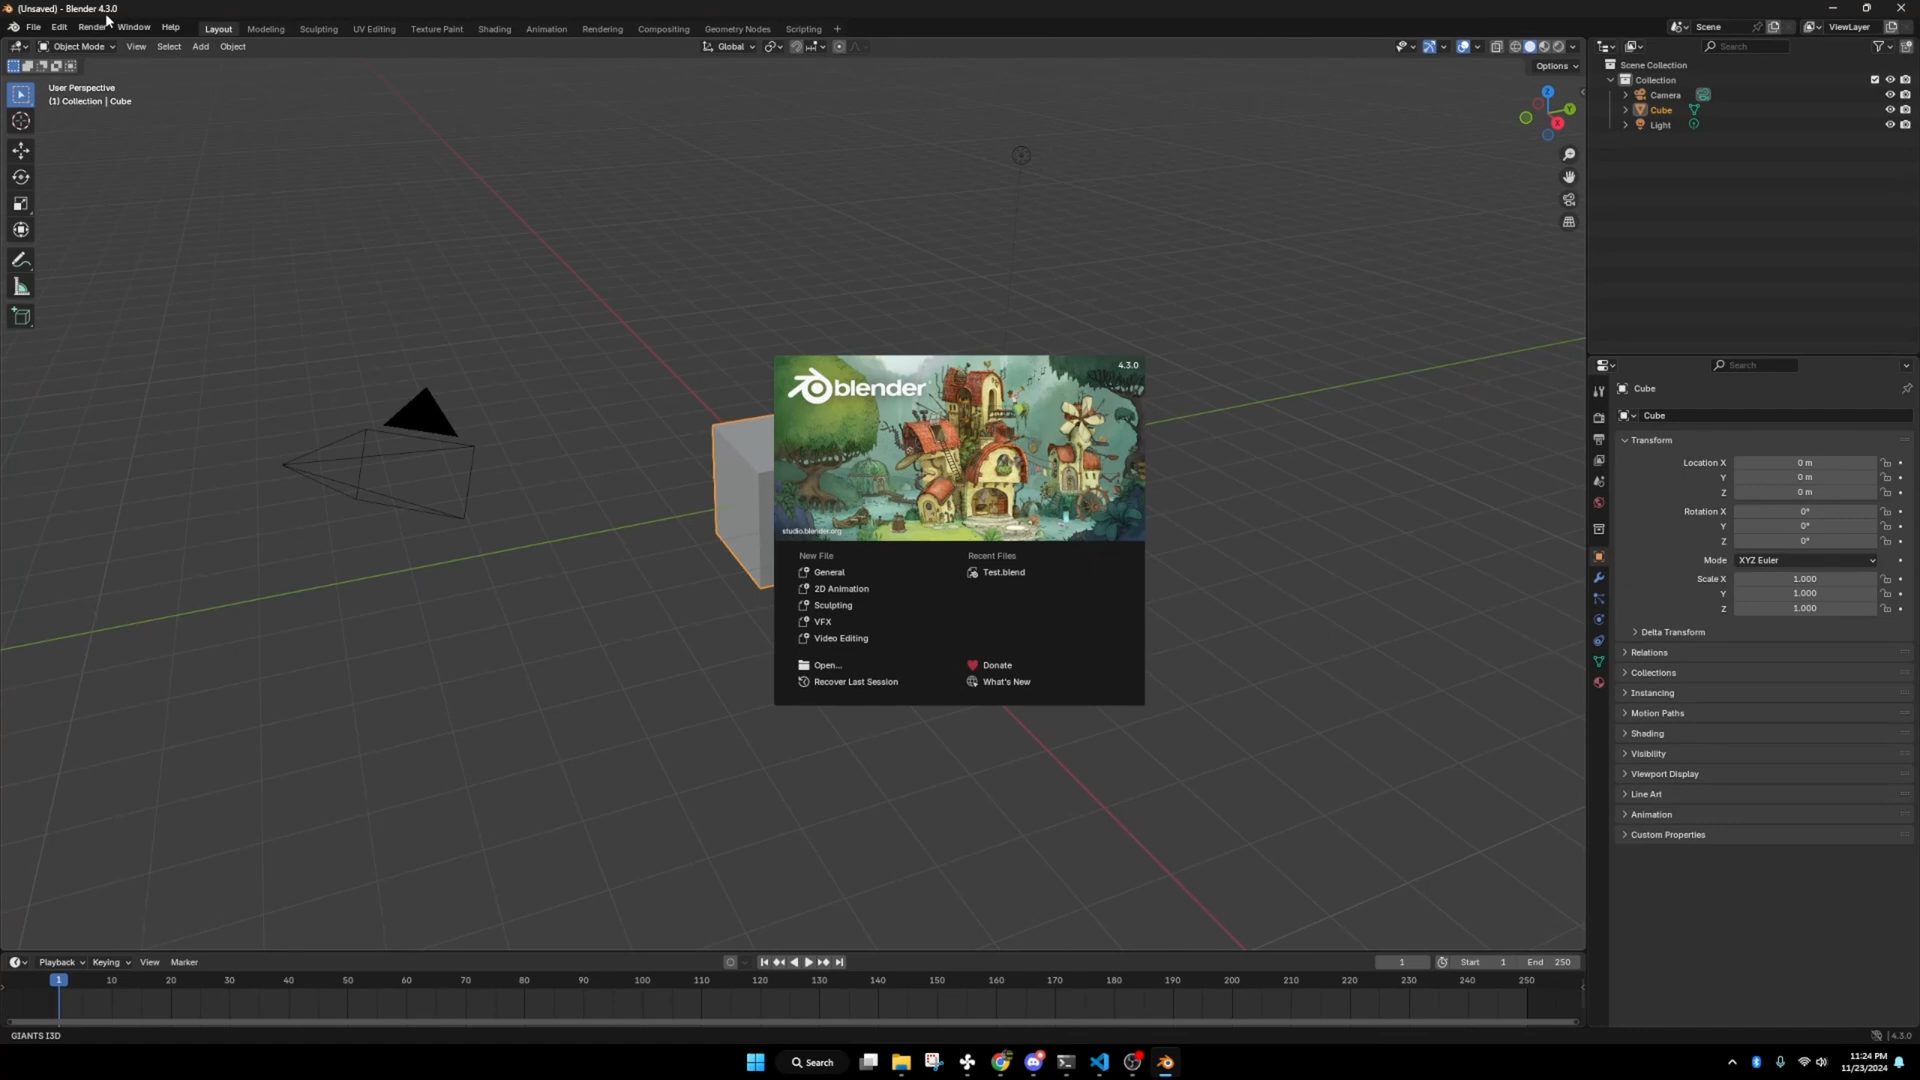 (Unsaved) - Blender 4.3.0
File Edit Render Window Help Layout Modeling Sculpting UV Editing Texture Paint Shading Animation Rendering Compositing Geometry Nodes Scripting + Scene ViewLayer
Object Mode View Select Add Object Global Search
Options
User Perspective
(1) Collection | Cube
Z
Y
X
Scene Collection
Collection
Camera
Cube
Light
Search
Cube
Cube
Transform
Location X 0 m
Y 0 m
Z 0 m
Rotation X 0°
Y 0°
Z 0°
Mode XYZ Euler
Scale X 1.000
Y 1.000
Z 1.000
Delta Transform
Relations
Collections
Instancing
Motion Paths
Shading
Visibility
Viewport Display
Line Art
Animation
Custom Properties
4.3.0
blender
studio.blender.org
New File
General
2D Animation
Sculpting
VFX
Video Editing
Open...
Recover Last Session
Recent Files
Test.blend
Donate
What's New
Playback Keying View Marker 1 Start 1 End 250
1 10 20 30 40 50 60 70 80 90 100 110 120 130 140 150 160 170 180 190 200 210 220 230 240 250
GIANTS I3D 4.3.0
Search
11:24 PM
11/23/2024